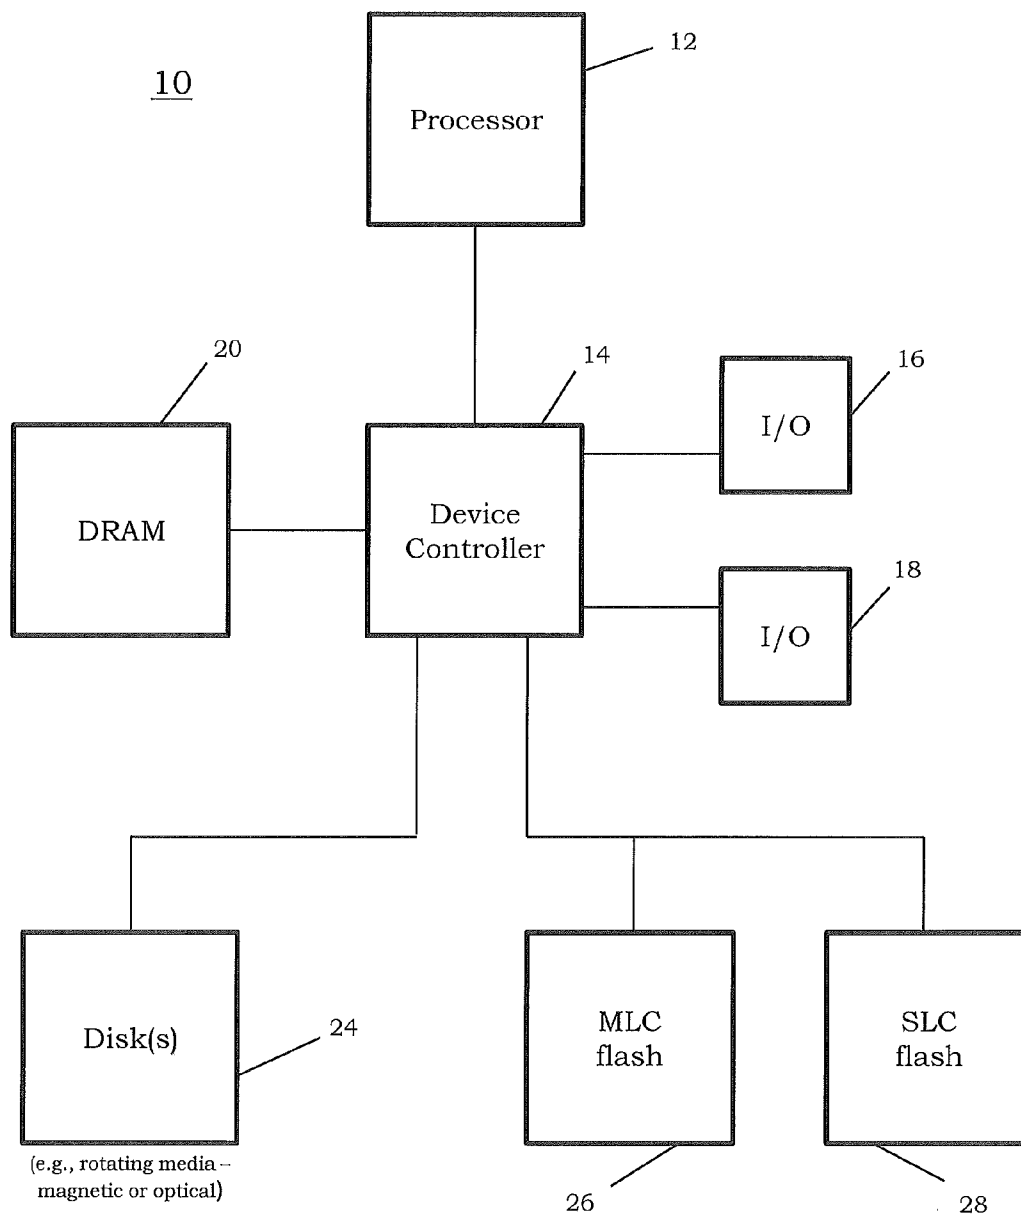 12
10
Processor
20
14
16
I/O
DRAM
Device
Controller
18
I/O
Disk(s)
24
MLC
flash
SLC
flash
(e.g., rotating media –
magnetic or optical)
26
28